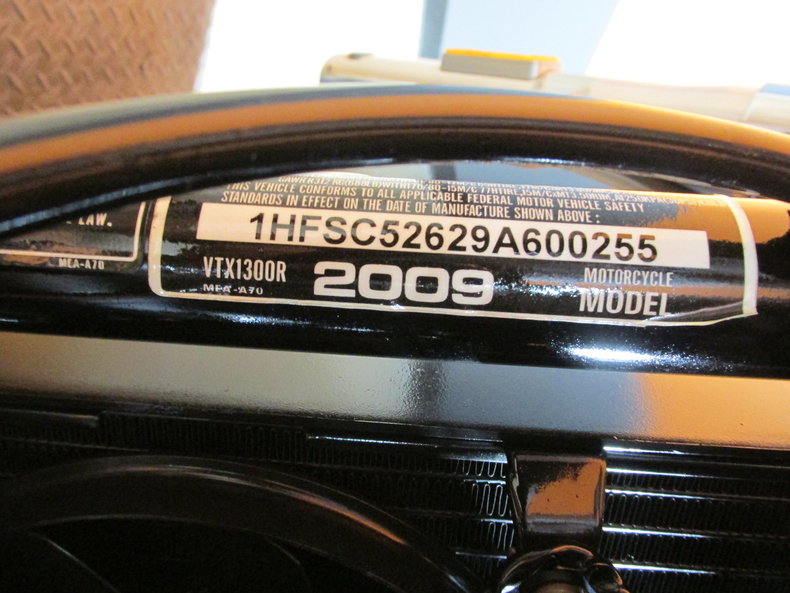 THIS VEHICLE CONFORMS TO ALL APPLICABLE FEDERAL MOTOR VEHICLE SAFETY
STANDARDS IN EFFECT ON THE DATE OF MANUFACTURE SHOWN ABOVE :
LAW.
1HFSC52629A600255
MEA-A70
VTX1300R
2009
MOTORCYCLE
MEA-A70
MODEL